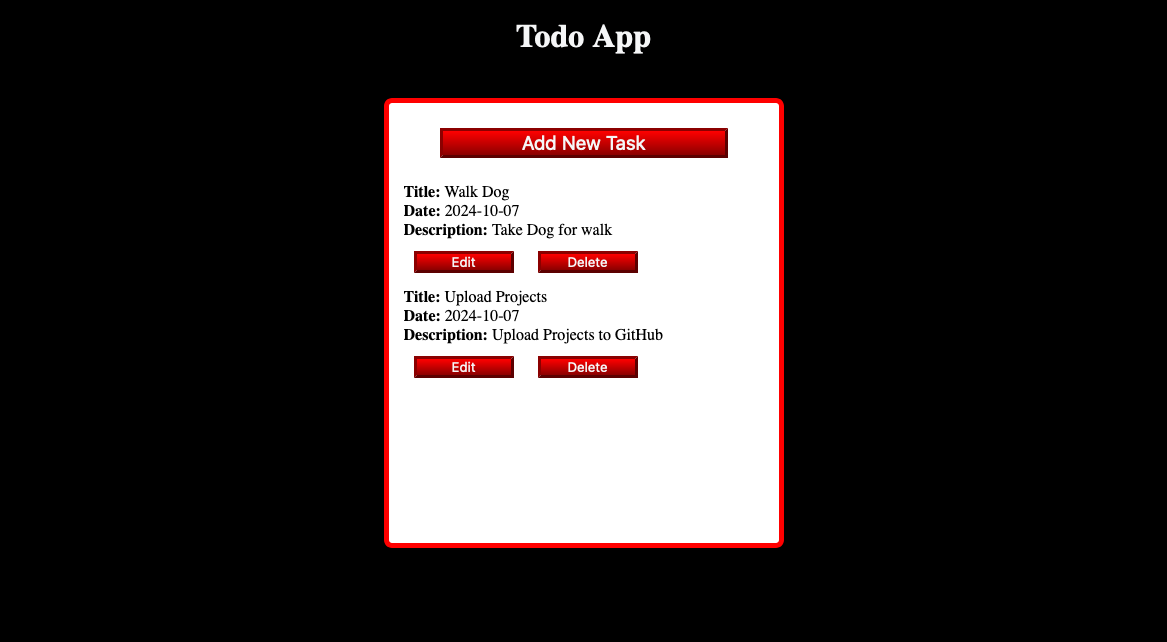 Todo App
Add New Task
Title: Walk Dog
Date: 2024-10-07
Description: Take Dog for walk
Edit Delete
Title: Upload Projects
Date: 2024-10-07
Description: Upload Projects to GitHub
Edit Delete